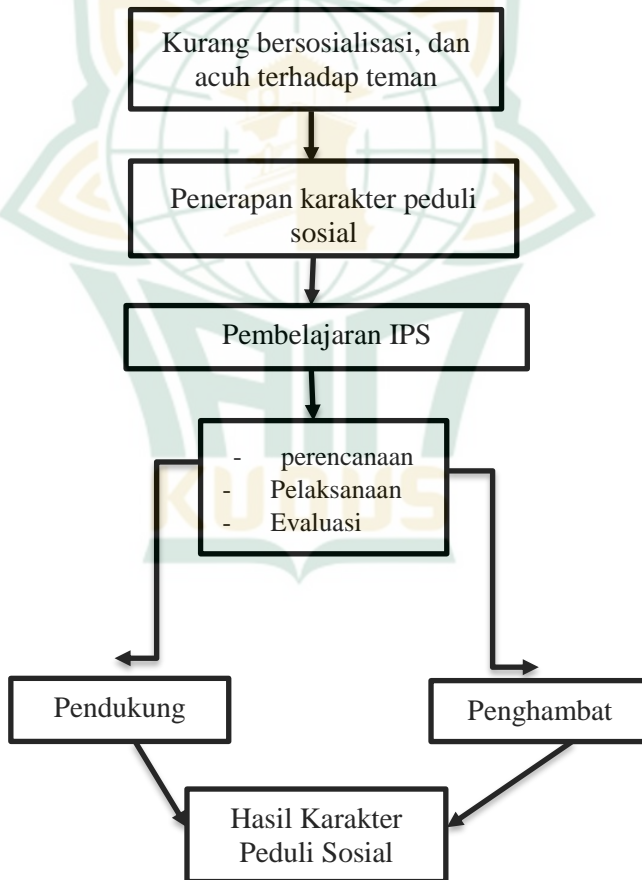 Kurang bersosialisasi, dan
acuh terhadap teman
Penerapan karakter peduli
sosial
Pembelajaran IPS
- perencanaan
- Pelaksanaan
- Evaluasi
KUDUS
Pendukung
Penghambat
Hasil Karakter
Peduli Sosial